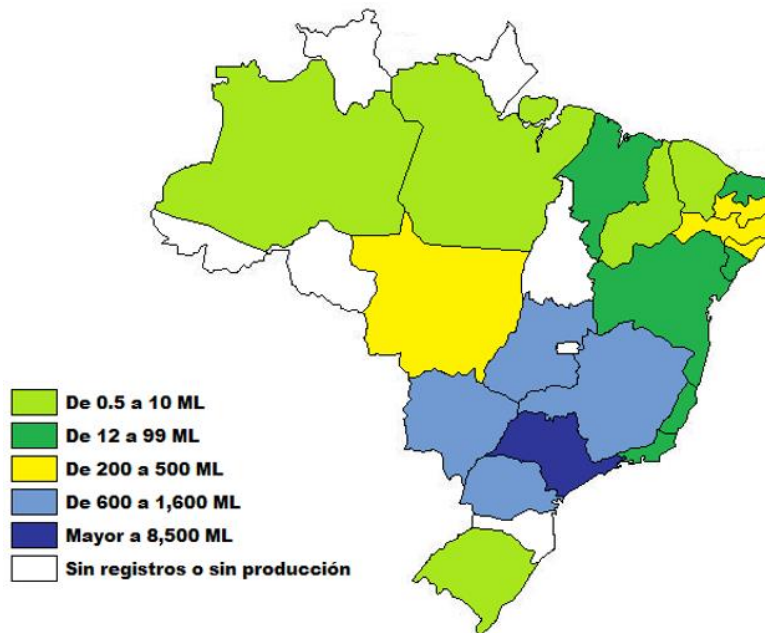 De 0.5 a 10 ML
De 12 a 99 ML
De 200 a 500 ML
De 600 a 1,600 ML
Mayor a 8,500 ML
Sin registros o sin producción